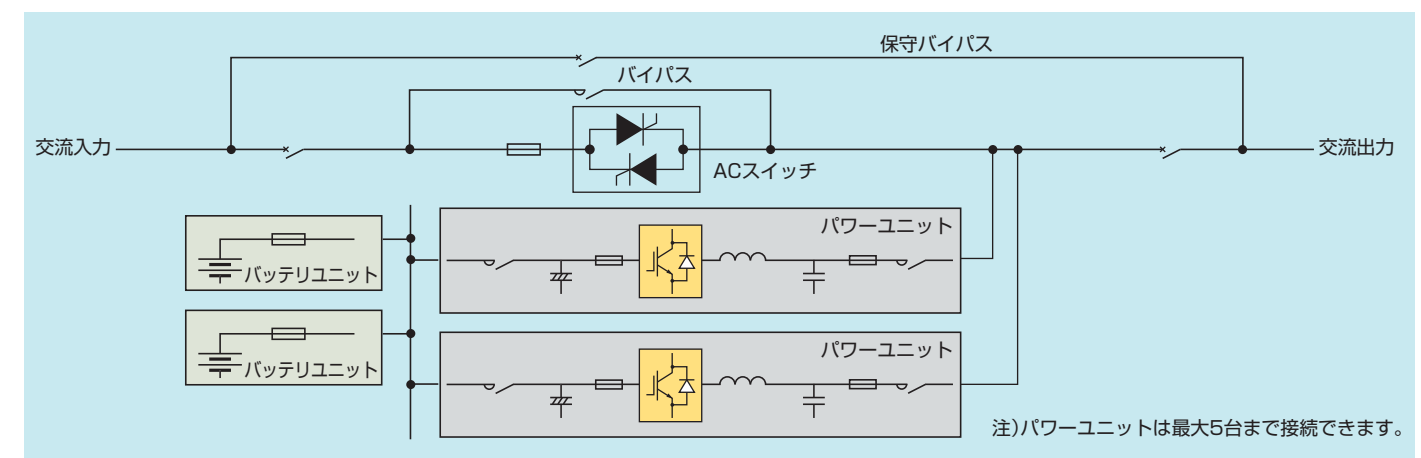 保守バイパス
バイパス
交流入力
ACスイッチ
交流出力
パワーユニット
バッテリユニット
パワーユニット
バッテリユニット
注)パワーユニットは最大5台まで接続できます。